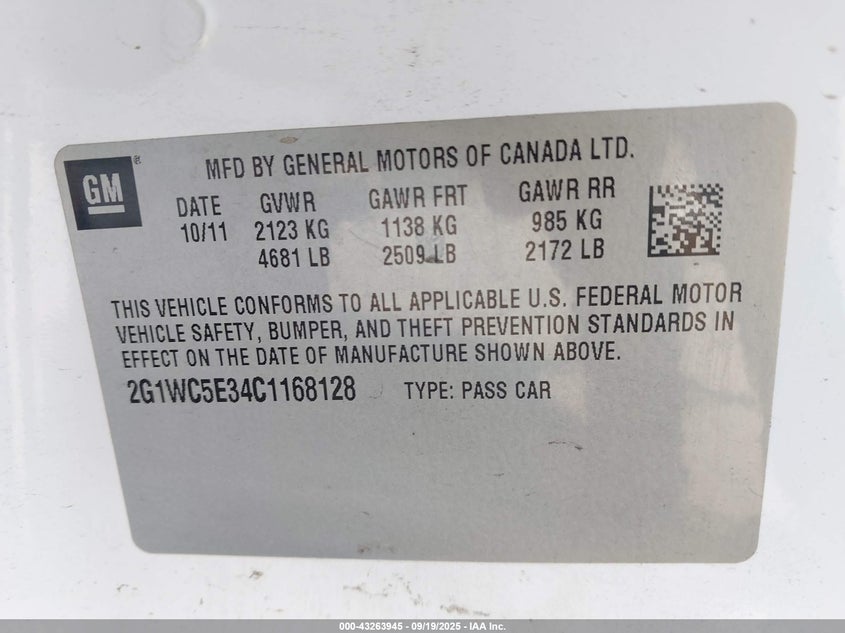 GM
MFD BY GENERAL MOTORS OF CANADA LTD.
DATE GVWR GAWR FRT GAWR RR
10/11 2123 KG 1138 KG 985 KG
4681 LB 2509 LB 2172 LB
THIS VEHICLE CONFORMS TO ALL APPLICABLE U.S. FEDERAL MOTOR
VEHICLE SAFETY, BUMPER, AND THEFT PREVENTION STANDARDS IN
EFFECT ON THE DATE OF MANUFACTURE SHOWN ABOVE.
2G1WC5E34C1168128 TYPE: PASS CAR
000-43263945 - 09/19/2025 - IAA Inc.